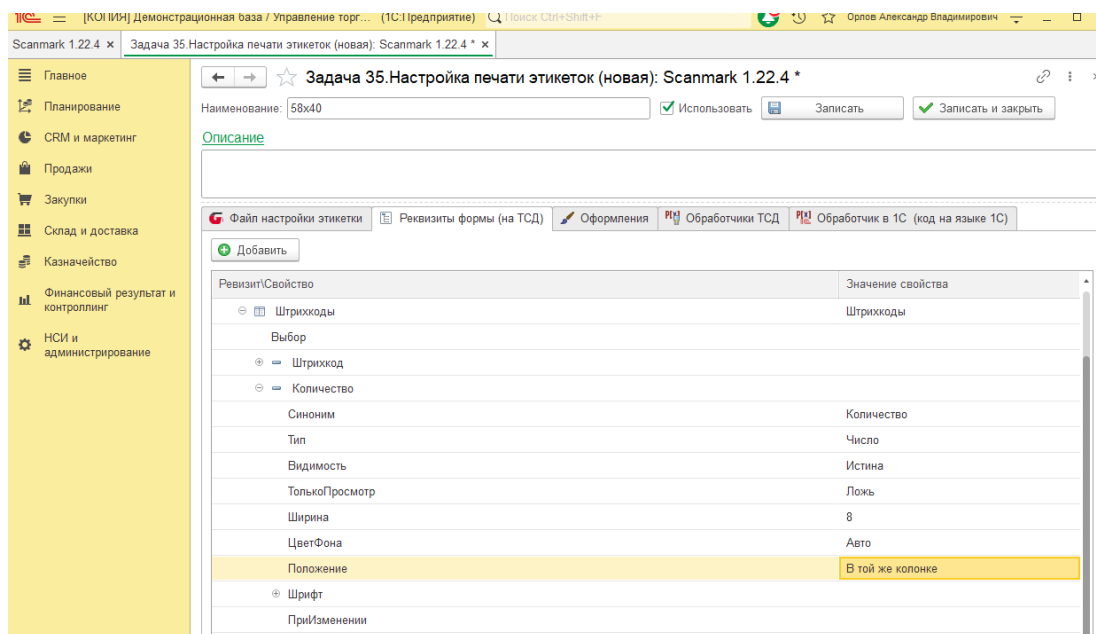 [КОПИЯ] Демонстрационная база / Управление торг... (1С:Предприятие) Поиск Ctrl+Shift+F Орлов Александр Владимирович
Scanmark 1.22.4 × Задача 35.Настройка печати этикеток (новая): Scanmark 1.22.4 * ×
Главное
Планирование
CRM и маркетинг
Продажи
Закупки
Склад и доставка
Казначейство
Финансовый результат и
контроллинг
НСИ и
администрирование
Задача 35.Настройка печати этикеток (новая): Scanmark 1.22.4 *
Наименование: 58x40 Использовать Записать Записать и закрыть
Описание
Файл настройки этикетки Реквизиты формы (на ТСД) Оформления Обработчики ТСД Обработчик в 1С (код на языке 1С)
Добавить
Ревизит\Свойство Значение свойства
Штрихкоды Штрихкоды
Выбор
Штрихкод
Количество
Синоним Количество
Тип Число
Видимость Истина
ТолькоПросмотр Ложь
Ширина 8
ЦветФона Авто
Положение В той же колонке
Шрифт
ПриИзменении